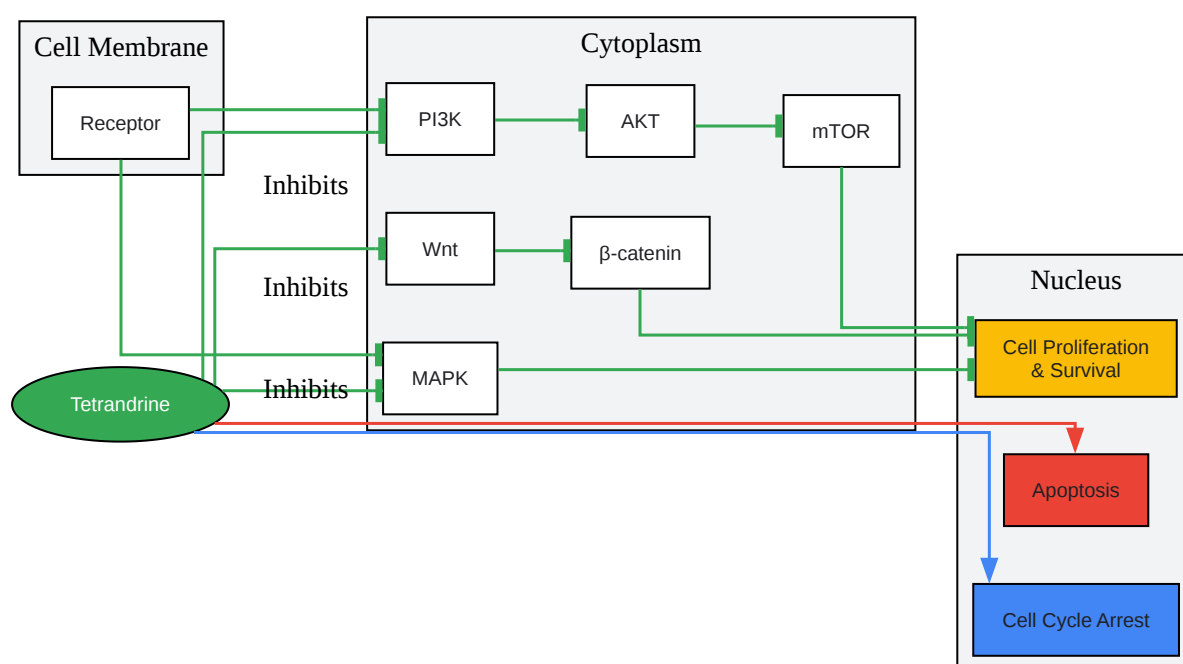 Cell Membrane
Cytoplasm
Receptor
PI3K
AKT
mTOR
Inhibits
Wnt
β-catenin
Inhibits
Nucleus
Cell Proliferation
& Survival
MAPK
Inhibits
Tetrandrine
Apoptosis
Cell Cycle Arrest